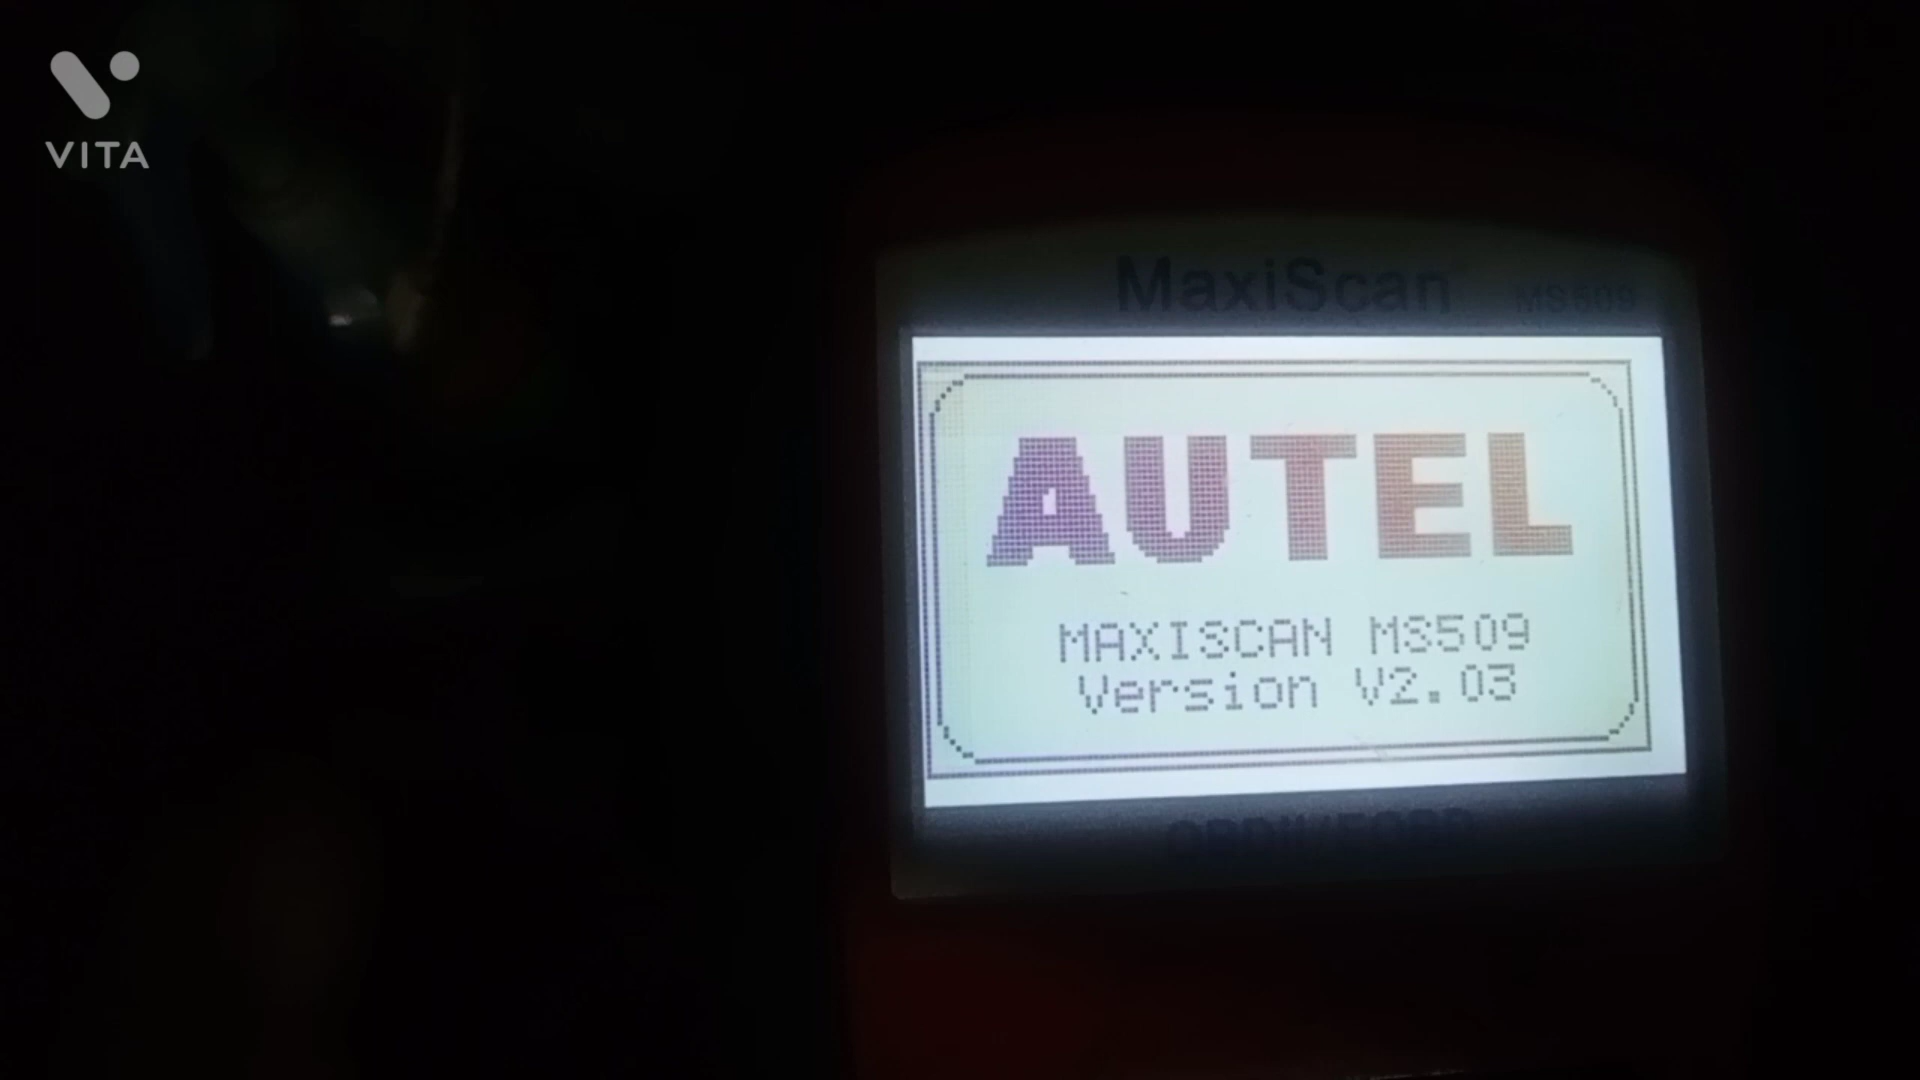 VITA
MaxiScan MS509
AUTEL
MAXISCAN MS509
Version V2.03